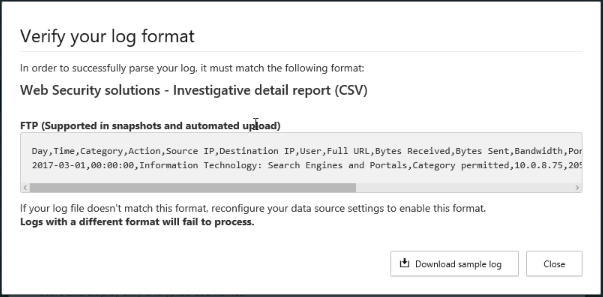 Verify your log format
In order to successfully parse your log, it must match the following format:
Web Security solutions - Investigative detail report (CSV)
FTP (Supported in snapshots and automated upload)
Day,Time,Category,Action,Source IP,Destination IP,User,Full URL,Bytes Received,Bytes Sent,Bandwidth,Por
2017-03-01,00:00:00,Information Technology: Search Engines and Portals,Category permitted,10.0.8.75,205
If your log file doesn't match this format, reconfigure your data source settings to enable this format.
Logs with a different format will fail to process.
Download sample log
Close